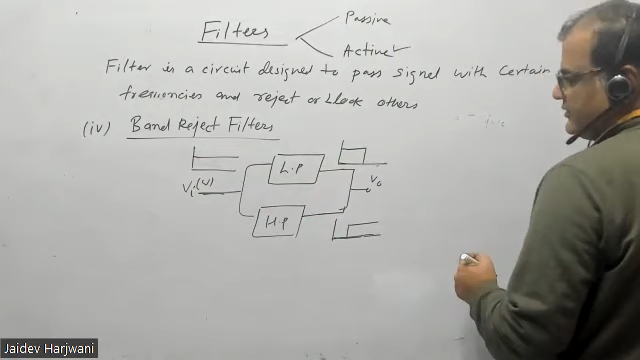 Filters
Passive
Active
Filter is a circuit designed to pass signal with certain
frequencies and reject or block others
(iv) Band Reject Filters
L.P
Vi(v)
Vo
HP
Jaidev Harjwani